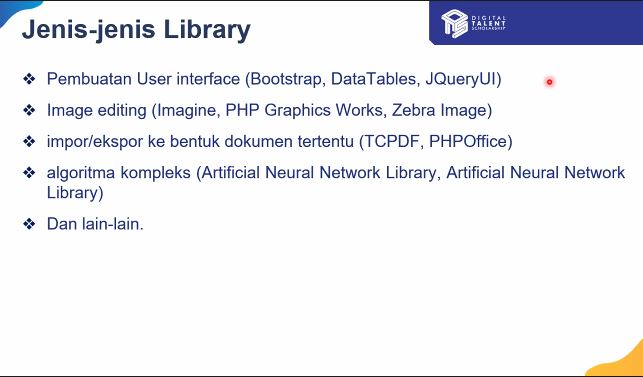 Jenis-jenis Library
DIGITAL
TALENT
SCHOLARSHIP
❖ Pembuatan User interface (Bootstrap, DataTables, JQueryUI)
❖ Image editing (Imagine, PHP Graphics Works, Zebra Image)
❖ impor/ekspor ke bentuk dokumen tertentu (TCPDF, PHPOffice)
❖ algoritma kompleks (Artificial Neural Network Library, Artificial Neural Network
Library)
❖ Dan lain-lain.